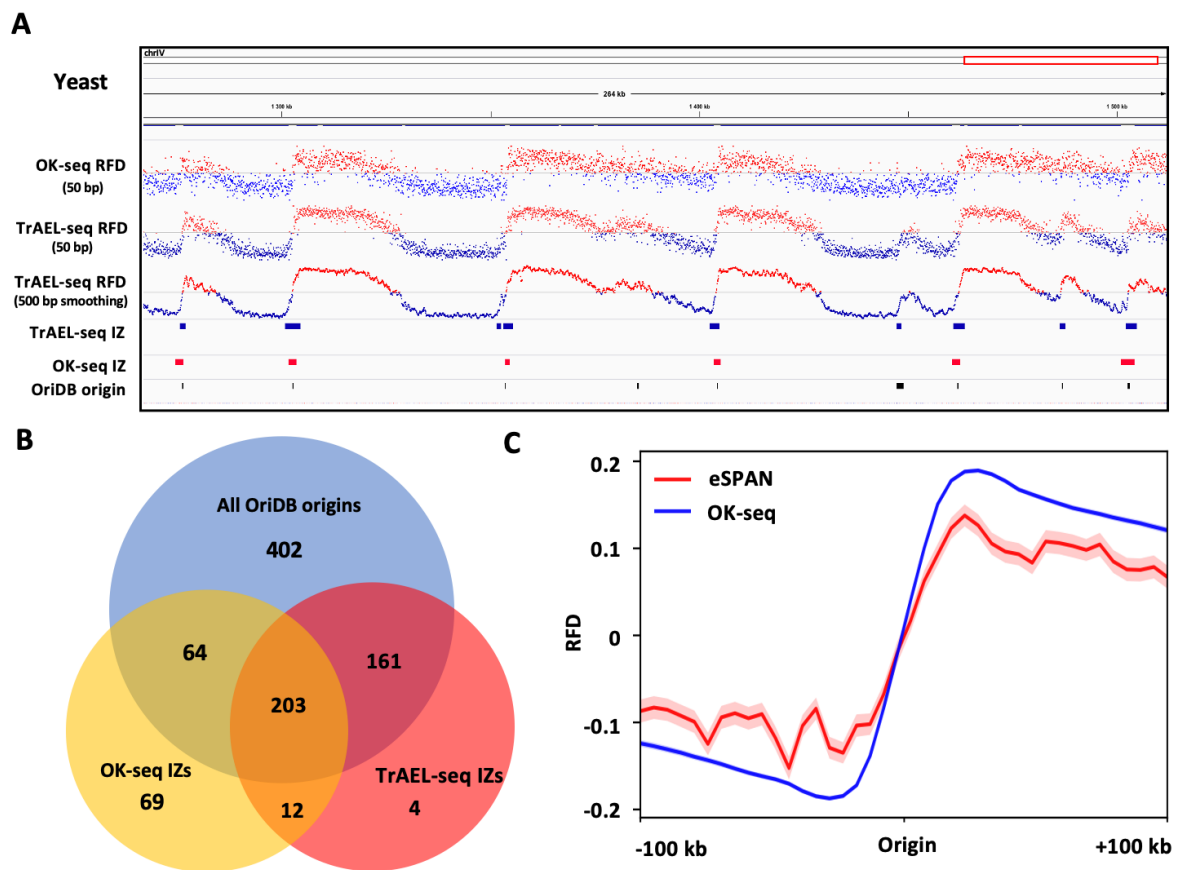 A
chrIV
Yeast
264 kb
1 300 kb
1 400 kb
1 500 kb
OK-seq RFD
(50 bp)
TrAEL-seq RFD
(50 bp)
TrAEL-seq RFD
(500 bp smoothing)
TrAEL-seq IZ
OK-seq IZ
OriDB origin
B
All OriDB origins
402
64
161
203
OK-seq IZs
69
12
TrAEL-seq IZs
4
C
eSPAN
OK-seq
RFD
0.2
0.1
0
-0.1
-0.2
-100 kb
Origin
+100 kb